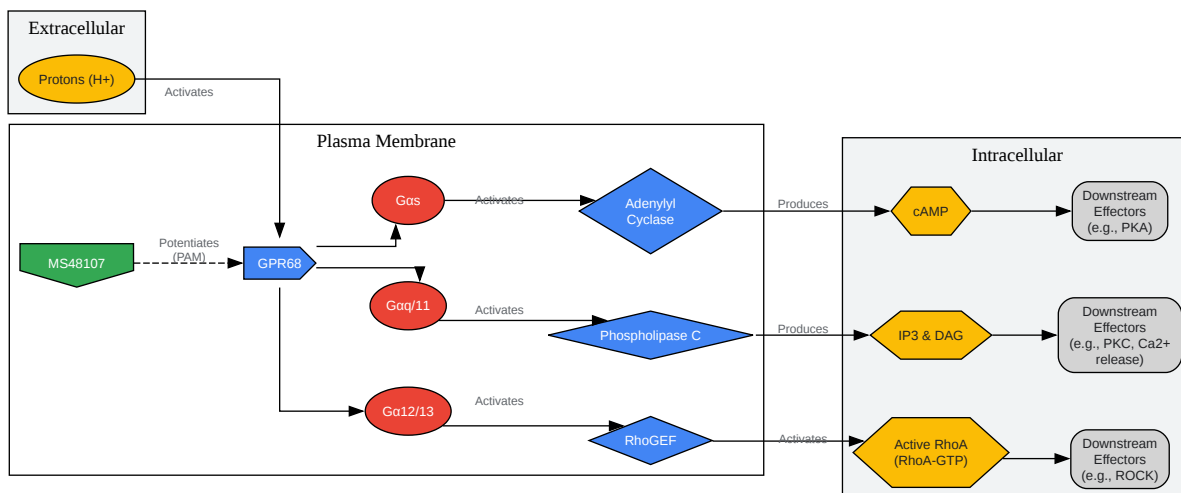 Extracellular
Protons (H+)
Activates
Plasma Membrane
Intracellular
Gαs
Activates
Adenylyl
Cyclase
Produces
cAMP
Downstream
Effectors
(e.g., PKA)
MS48107
Potentiates
(PAM)
GPR68
Gαq/11
Activates
Phospholipase C
Produces
IP3 & DAG
Downstream
Effectors
(e.g., PKC, Ca2+
release)
Gα12/13
Activates
RhoGEF
Activates
Active RhoA
(RhoA-GTP)
Downstream
Effectors
(e.g., ROCK)